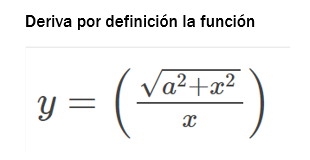 Deriva por definición la función
y = ( √a²+x² / x )